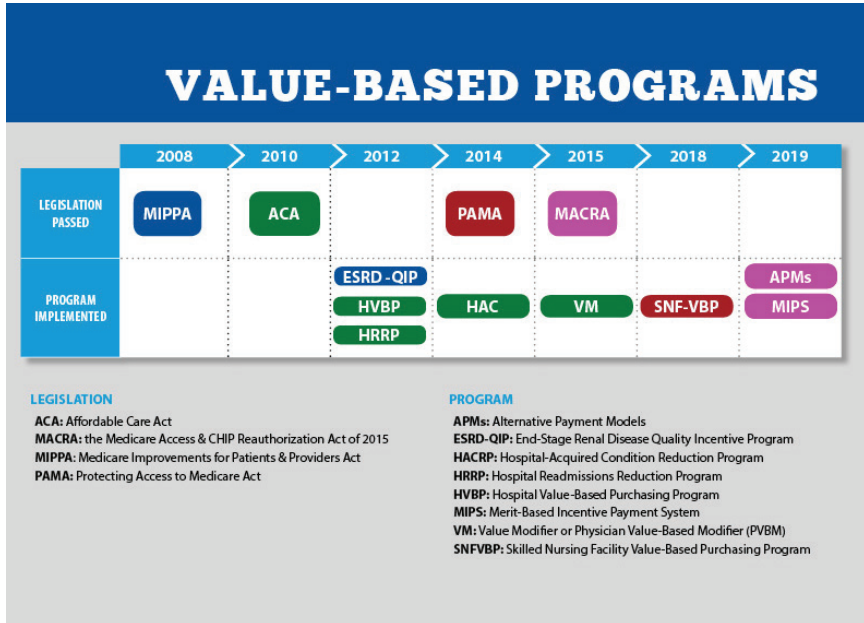 VALUE-BASED PROGRAMS
2008 2010 2012 2014 2015 2018 2019
LEGISLATION
PASSED
MIPPA ACA PAMA MACRA
PROGRAM
IMPLEMENTED
ESRD - QIP APMs
HVBP HAC VM SNF-VBP MIPS
HRRP
LEGISLATION
ACA: Affordable Care Act
MACRA: the Medicare Access & CHIP Reauthorization Act of 2015
MIPPA: Medicare Improvements for Patients & Providers Act
PAMA: Protecting Access to Medicare Act
PROGRAM
APMs: Alternative Payment Models
ESRD-QIP: End-Stage Renal Disease Quality Incentive Program
HACRP: Hospital-Acquired Condition Reduction Program
HRRP: Hospital Readmissions Reduction Program
HVBP: Hospital Value-Based Purchasing Program
MIPS: Merit-Based Incentive Payment System
VM: Value Modifier or Physician Value-Based Modifier (PVBM)
SNFVBP: Skilled Nursing Facility Value-Based Purchasing Program